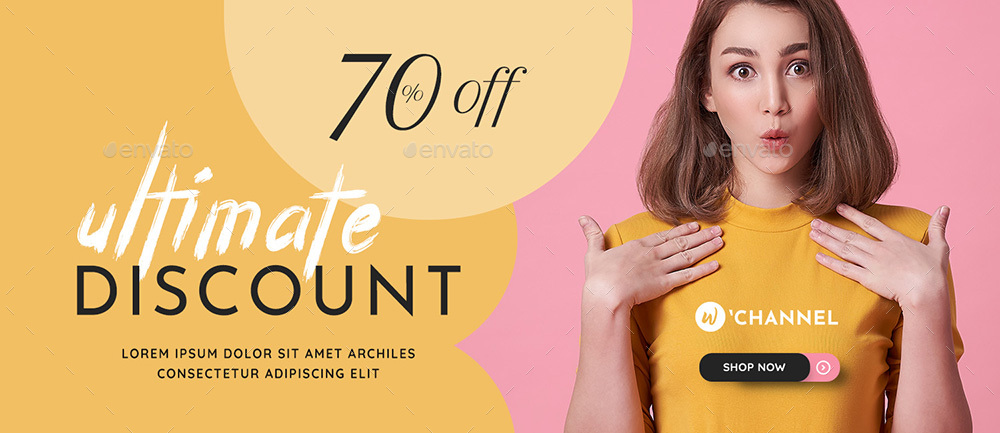 70% off
ultimate
DISCOUNT
LOREM IPSUM DOLOR SIT AMET ARCHILES
CONSECTETUR ADIPISCING ELIT
w 'CHANNEL
SHOP NOW
envato
envato
envato